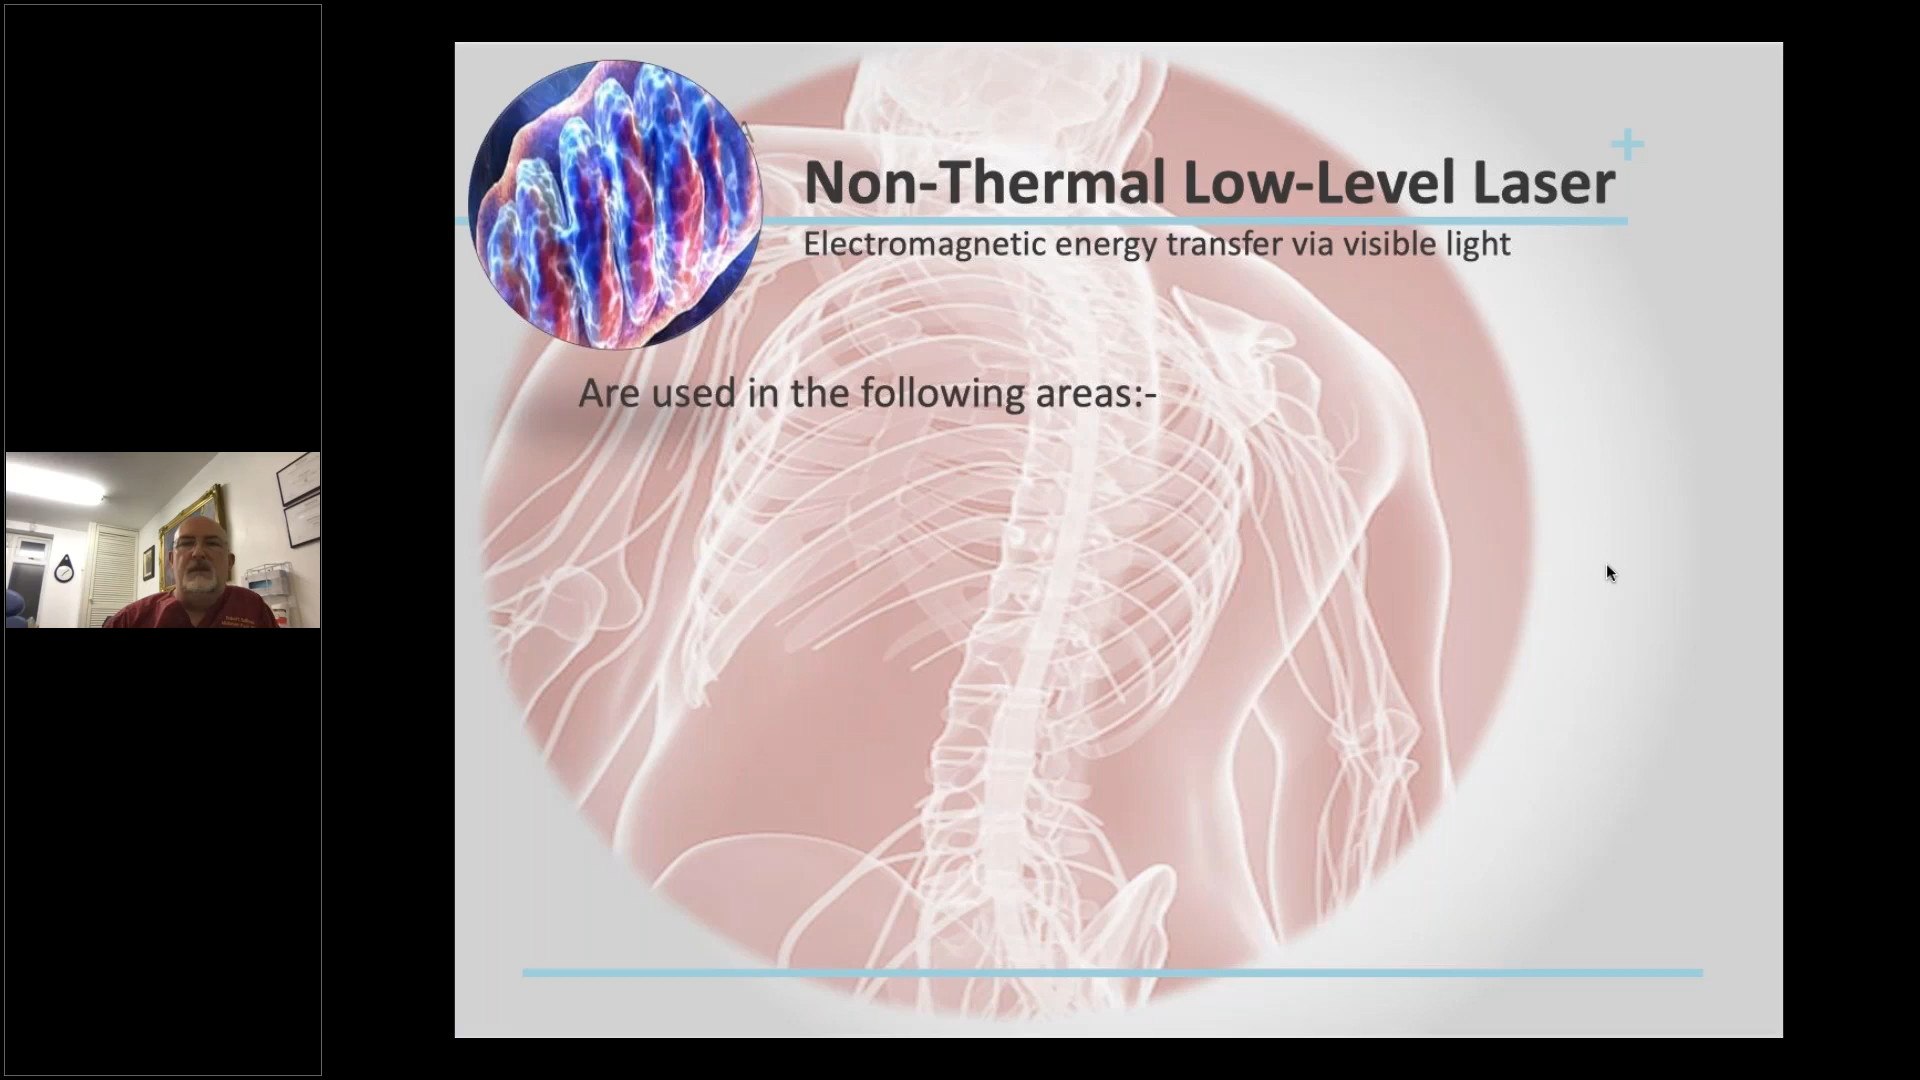 Non-Thermal Low-Level Laser
Electromagnetic energy transfer via visible light
Are used in the following areas:-